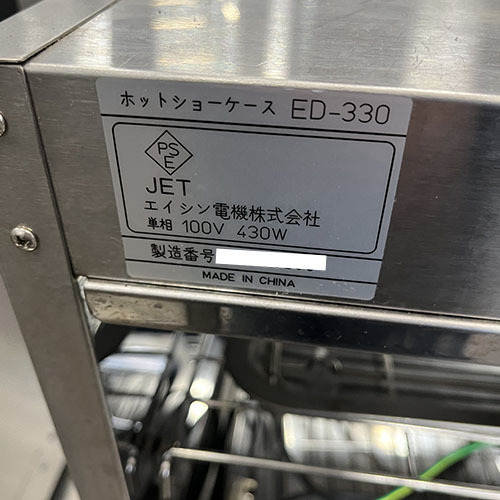 ホットショーケース ED-330
PS
E
JET
エイシン電機株式会社
単相 100V 430W
製造番号
MADE IN CHINA